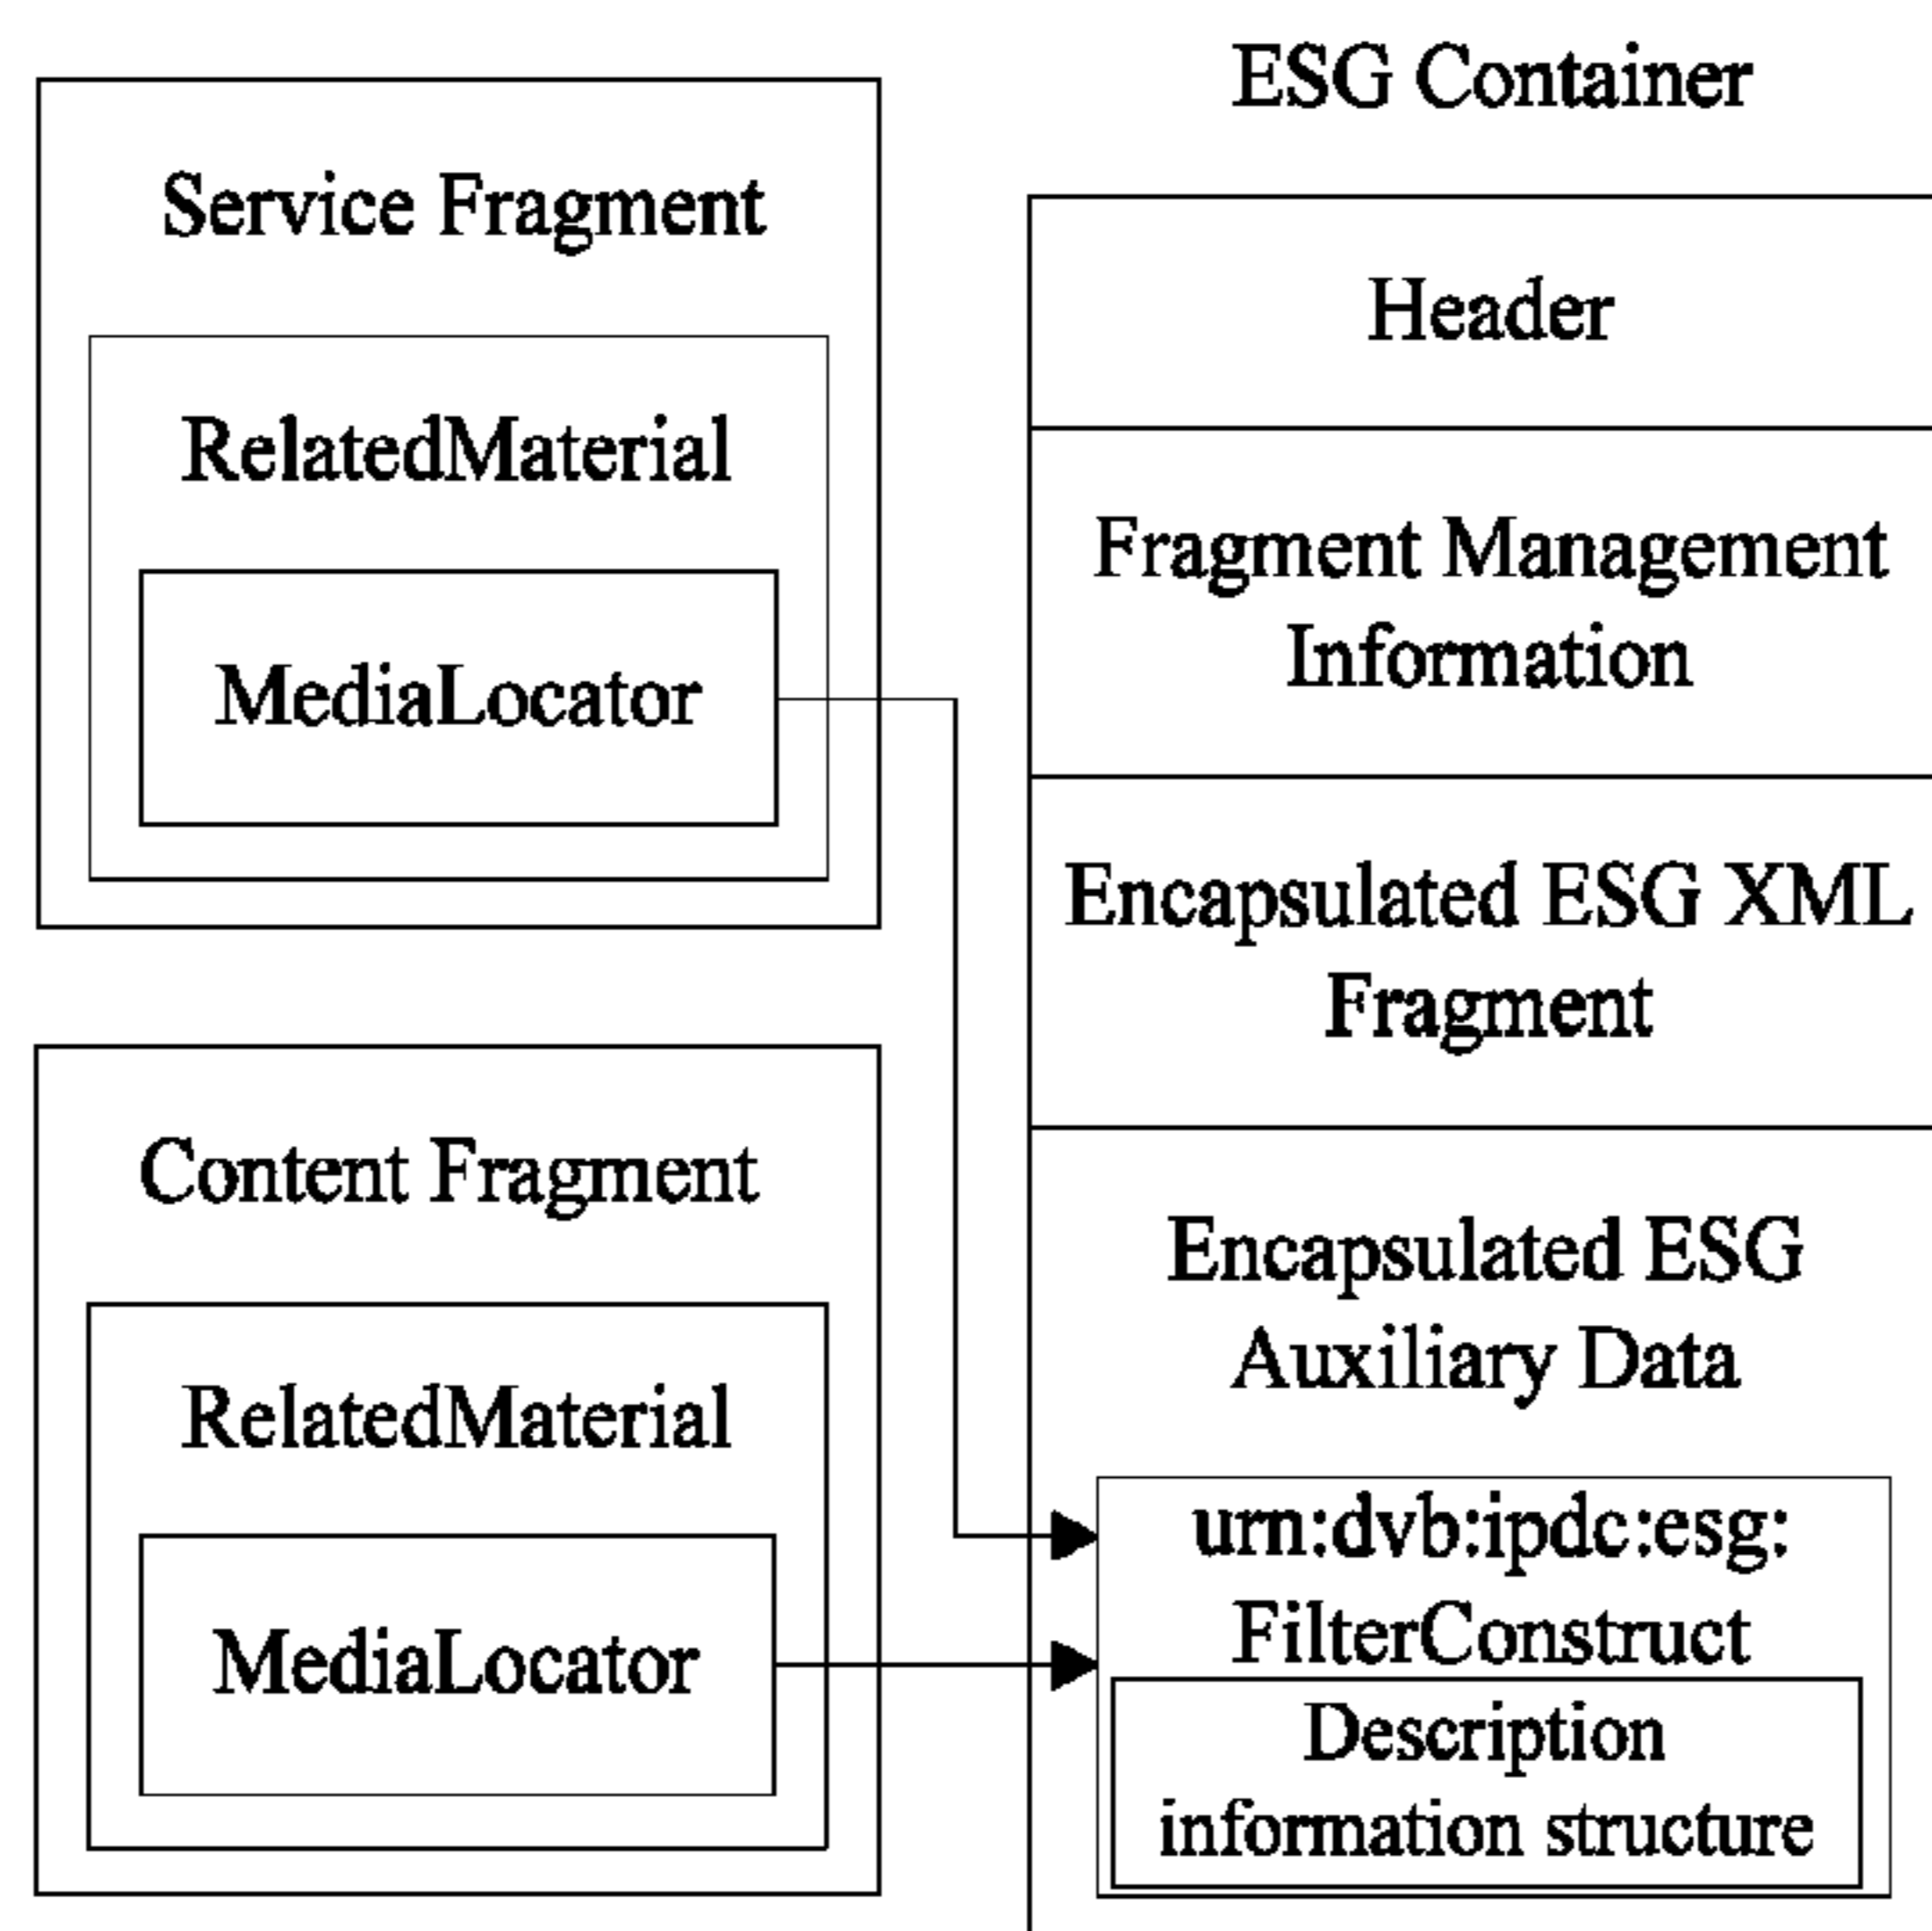 Service Fragment
RelatedMaterial
MediaLocator
Content Fragment
RelatedMaterial
MediaLocator
ESG Container
Header
Fragment Management
Information
Encapsulated ESG XML
Fragment
Encapsulated ESG
Auxiliary Data
urn:dvb:ipdc:esg:
FilterConstruct
Description
information structure